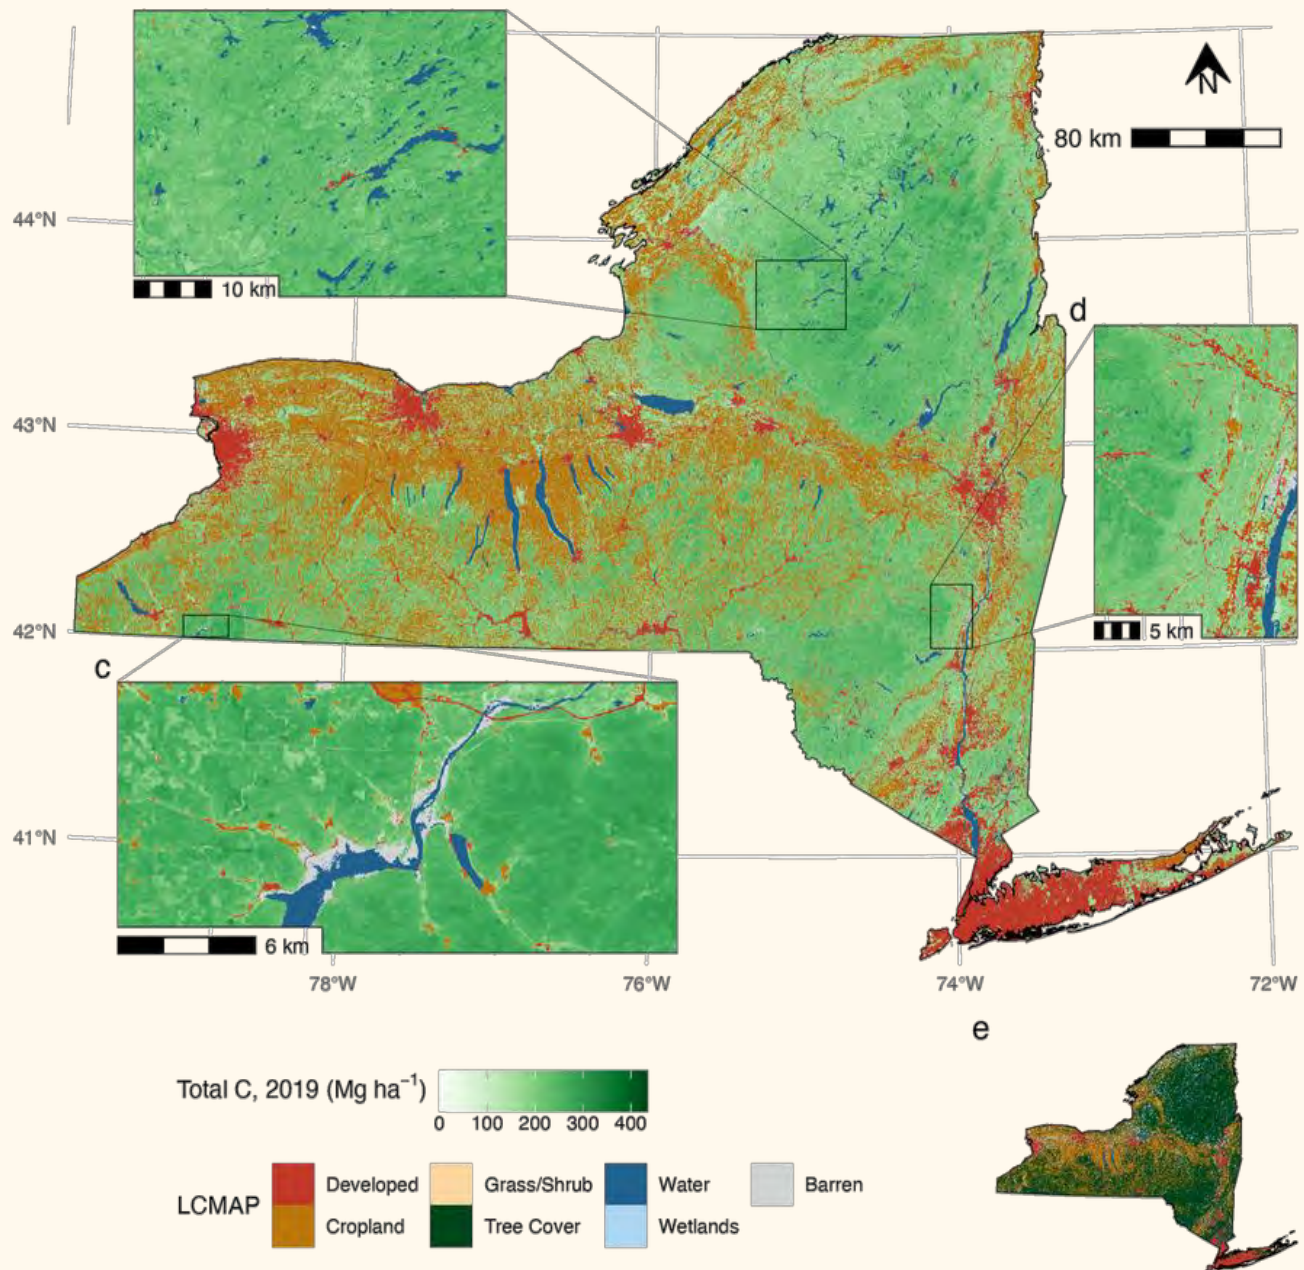 N
80 km
44°N
10 km
d
43°N
5 km
42°N
c
41°N
6 km
78°W
76°W
74°W
72°W
e
Total C, 2019 (Mg ha⁻¹)
0 100 200 300 400
LCMAP
Developed Grass/Shrub Water Barren
Cropland Tree Cover Wetlands